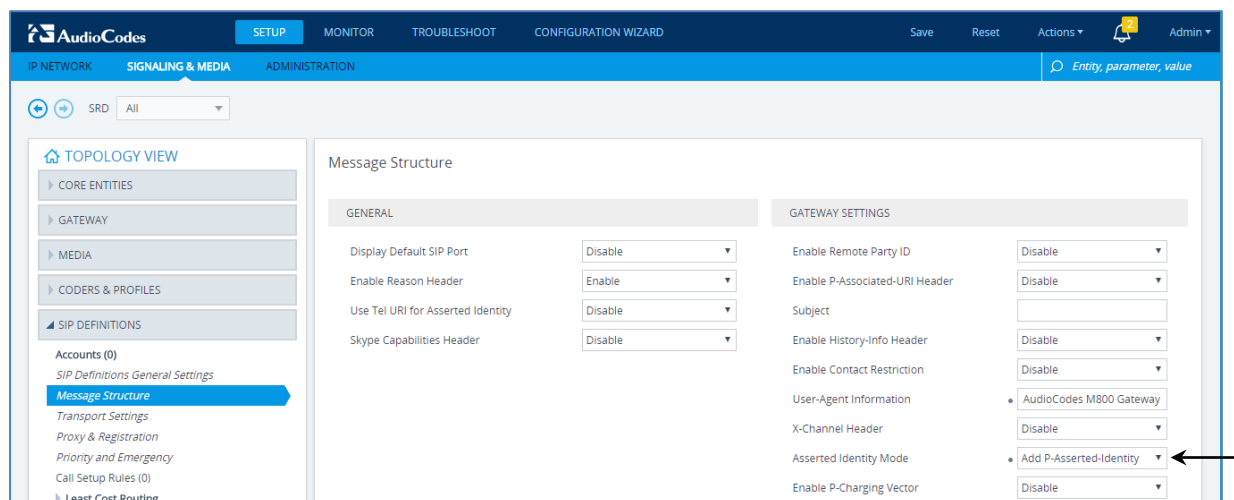 AudioCodes SETUP MONITOR TROUBLESHOOT CONFIGURATION WIZARD Save Reset Actions 2 Admin
IP NETWORK SIGNALING & MEDIA ADMINISTRATION Entity, parameter, value
SRD All
TOPOLOGY VIEW
CORE ENTITIES
GATEWAY
MEDIA
CODERS & PROFILES
SIP DEFINITIONS
Accounts (0)
SIP Definitions General Settings
Message Structure
Transport Settings
Proxy & Registration
Priority and Emergency
Call Setup Rules (0)
Least Cost Routing
Message Structure
GENERAL
Display Default SIP Port Disable
Enable Reason Header Enable
Use Tel URI for Asserted Identity Disable
Skype Capabilities Header Disable
GATEWAY SETTINGS
Enable Remote Party ID Disable
Enable P-Associated-URI Header Disable
Subject
Enable History-Info Header Disable
Enable Contact Restriction Disable
User-Agent Information AudioCodes M800 Gateway
X-Channel Header Disable
Asserted Identity Mode Add P-Asserted-Identity
Enable P-Charging Vector Disable